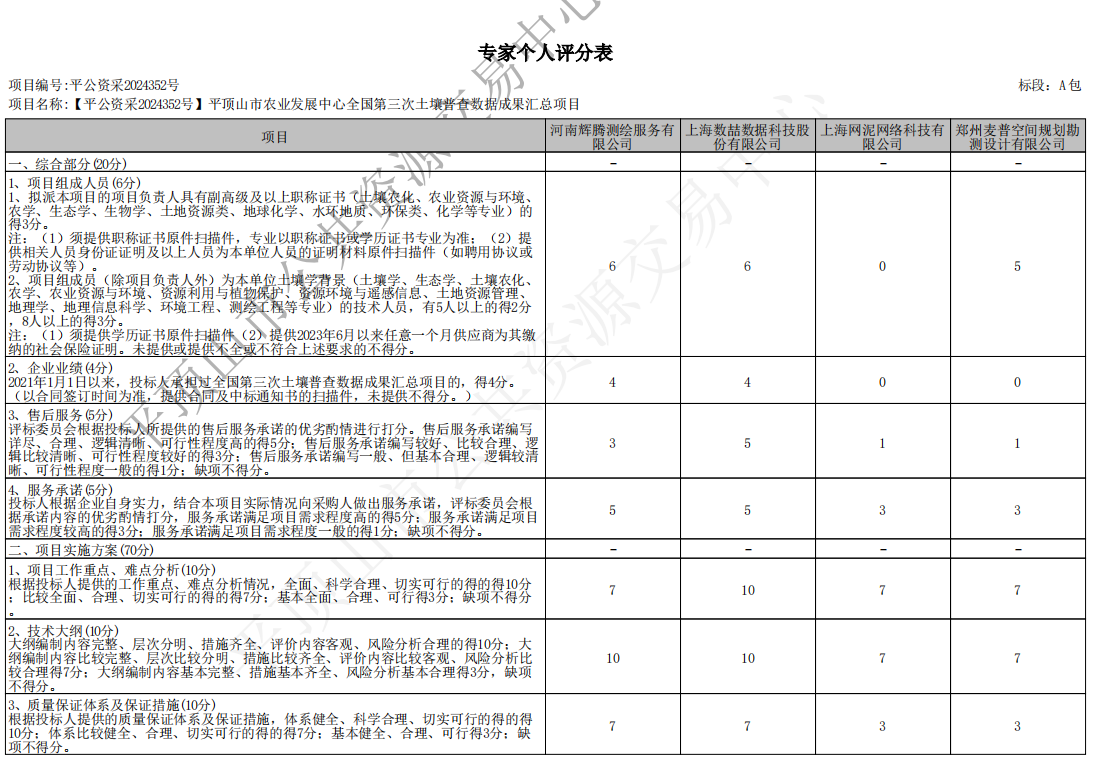 专家个人评分表
项目编号:平公资采2024352号
标段：A包
项目名称:【平公资采2024352号】平顶山市农业发展中心全国第三次土壤普查数据成果汇总项目
项目
河南辉腾测绘服务有
限公司
上海数喆数据科技股
份有限公司
上海网泥网络科技有
限公司
郑州麦普空间规划勘
测设计有限公司
一、综合部分(20分)
- - - -
1、项目组成人员(6分)
1、拟派本项目的项目负责人具有副高级及以上职称证书（土壤农化、农业资源与环境、
农学、生态学、生物学、土地资源类、地球化学、水环地质、环保类、化学等专业）的
得3分。
注：（1）须提供职称证书原件扫描件，专业以职称证书或学历证书专业为准；（2）提
供相关人员身份证证明及以上人员为本单位人员的证明材料原件扫描件（如聘用协议或
劳动协议等）。
2、项目组成员（除项目负责人外）为本单位土壤学背景（土壤学、生态学、土壤农化、
农学、农业资源与环境、资源利用与植物保护、资源环境与遥感信息、土地资源管理、
地理学、地理信息科学、环境工程、测绘工程等专业）的技术人员，有5人以上的得2分
，8人以上的得3分。
注：（1）须提供学历证书原件扫描件（2）提供2023年6月以来任意一个月供应商为其缴
纳的社会保险证明。未提供或提供不全或不符合上述要求的不得分。
6 6 0 5
2、企业业绩(4分)
2021年1月1日以来，投标人承担过全国第三次土壤普查数据成果汇总项目的，得4分。
（以合同签订时间为准，提供合同及中标通知书的扫描件，未提供不得分。）
4 4 0 0
3、售后服务(5分)
评标委员会根据投标人所提供的售后服务承诺的优劣酌情进行打分。售后服务承诺编写
详尽、合理、逻辑清晰、可行性程度高的得5分；售后服务承诺编写较好、比较合理、逻
辑比较清晰、可行性程度较好的得3分；售后服务承诺编写一般、但基本合理、逻辑较清
晰、可行性程度一般的得1分；缺项不得分。
3 5 1 1
4、服务承诺(5分)
投标人根据企业自身实力，结合本项目实际情况向采购人做出服务承诺，评标委员会根
据承诺内容的优劣酌情打分，服务承诺满足项目需求程度高的得5分；服务承诺满足项目
需求程度较高的得3分；服务承诺满足项目需求程度一般的得1分；缺项不得分。
5 5 3 3
二、项目实施方案(70分)
- - - -
1、项目工作重点、难点分析(10分)
根据投标人提供的工作重点、难点分析情况，全面、科学合理、切实可行的得的得10分
；比较全面、合理、切实可行的得的得7分；基本全面、合理、可行得3分；缺项不得分
。
7 10 7 7
2、技术大纲(10分)
大纲编制内容完整、层次分明、措施齐全、评价内容客观、风险分析合理的得10分；大
纲编制内容比较完整、层次比较分明、措施比较齐全、评价内容比较客观、风险分析比
较合理得7分；大纲编制内容基本完整、措施基本齐全、风险分析基本合理得3分，缺项
不得分。
10 10 7 7
3、质量保证体系及保证措施(10分)
根据投标人提供的质量保证体系及保证措施，体系健全、科学合理、切实可行的得的得
10分；体系比较健全、合理、切实可行的得的得7分；基本健全、合理、可行得3分；缺
项不得分。
7 7 3 3
平顶山市公共资源交易中心
平顶山市公共资源交易中心